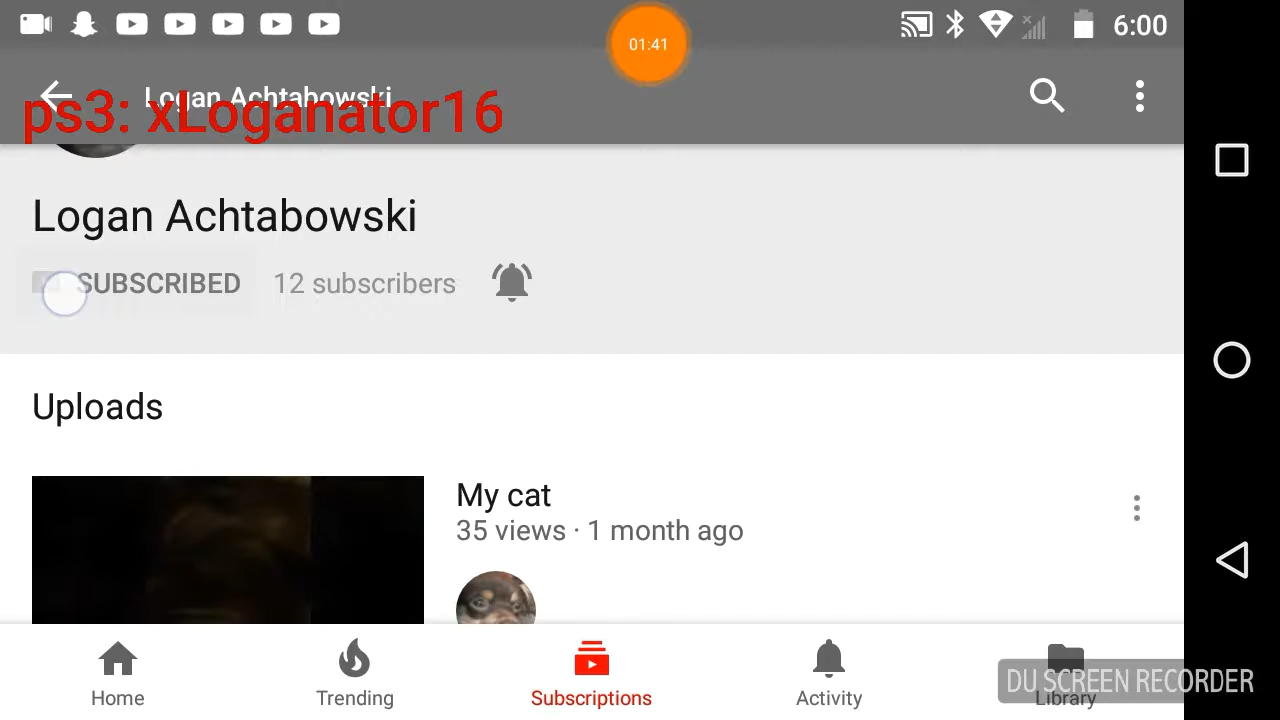 01:41
6:00
Logan Achtabowski
ps3: xLoganator16
Logan Achtabowski
SUBSCRIBED 12 subscribers
Uploads
My cat
35 views · 1 month ago
Home Trending Subscriptions Activity Library
DU SCREEN RECORDER